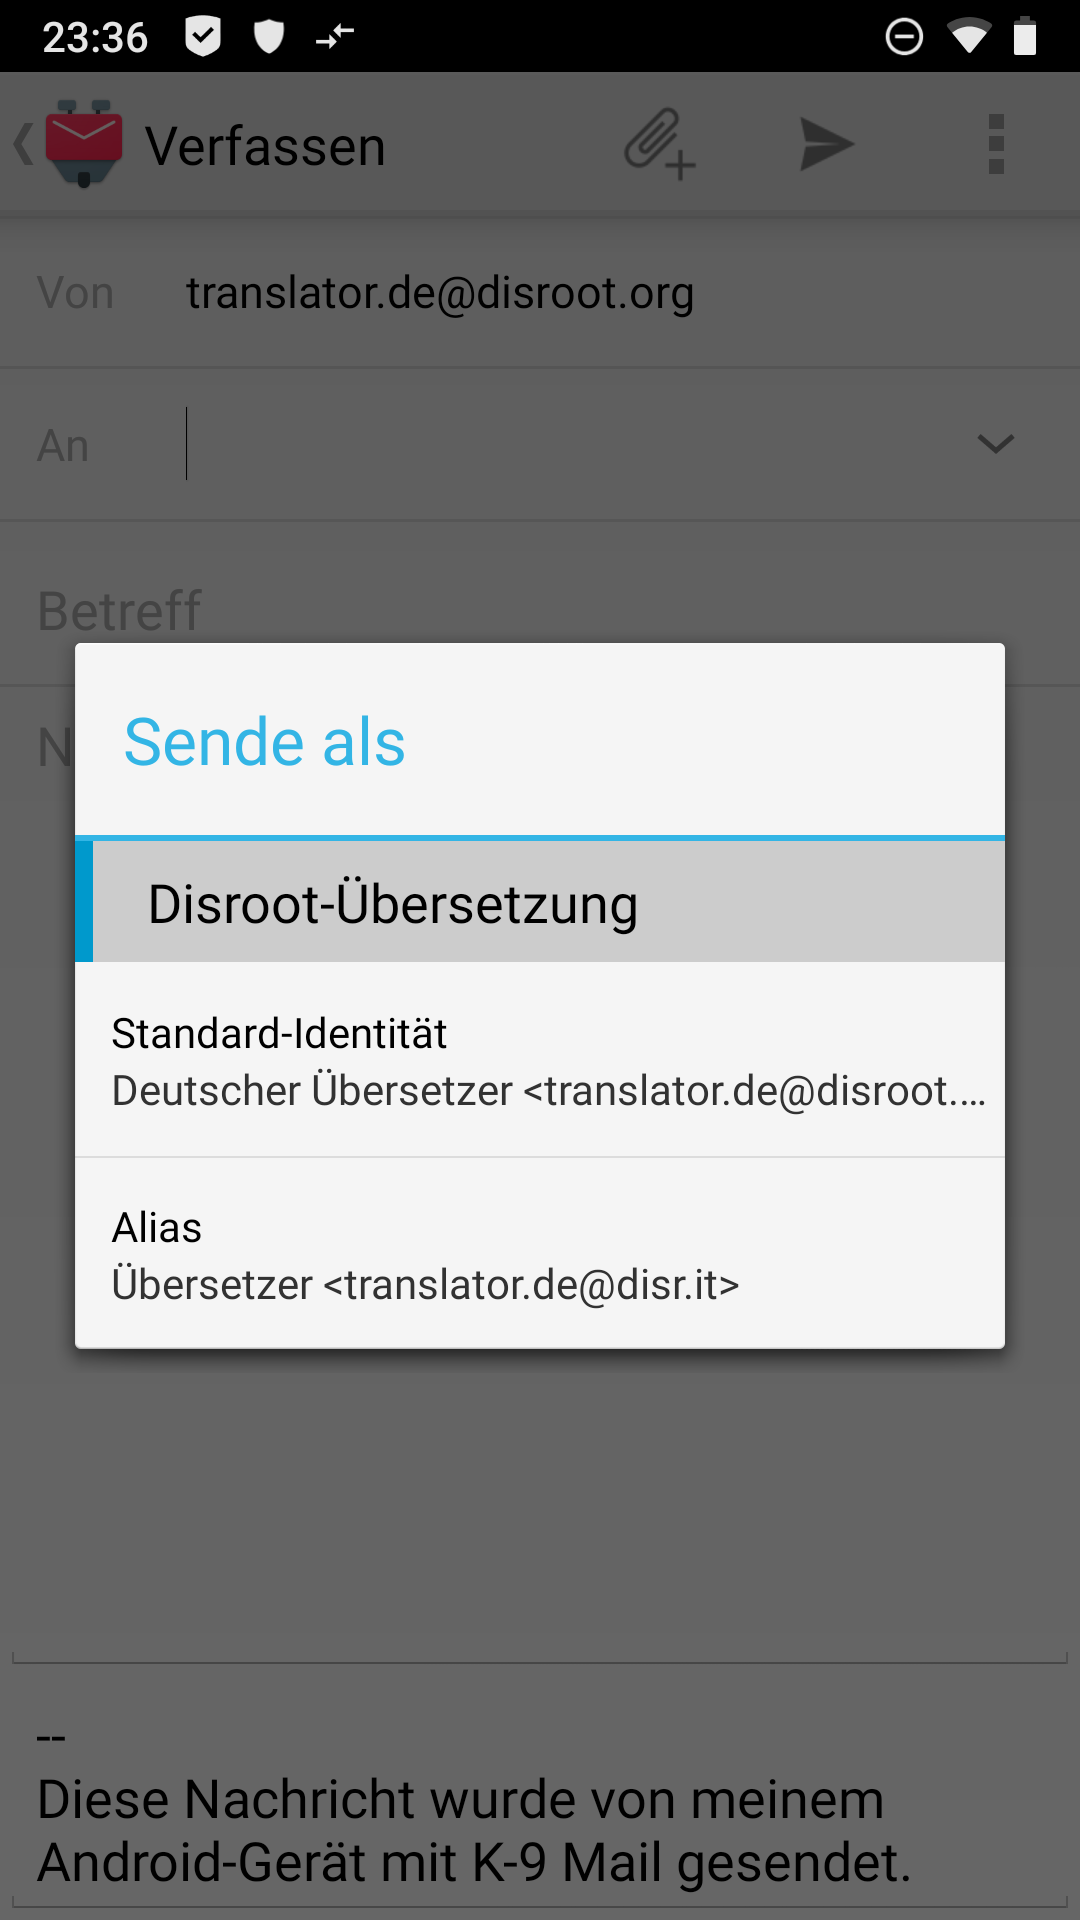 23:36
Verfassen
Von translator.de@disroot.org
An
Betreff
N
Sende als
Disroot-Übersetzung
Standard-Identität
Deutscher Übersetzer <translator.de@disroot.…
Alias
Übersetzer <translator.de@disr.it>
--
Diese Nachricht wurde von meinem
Android-Gerät mit K-9 Mail gesendet.